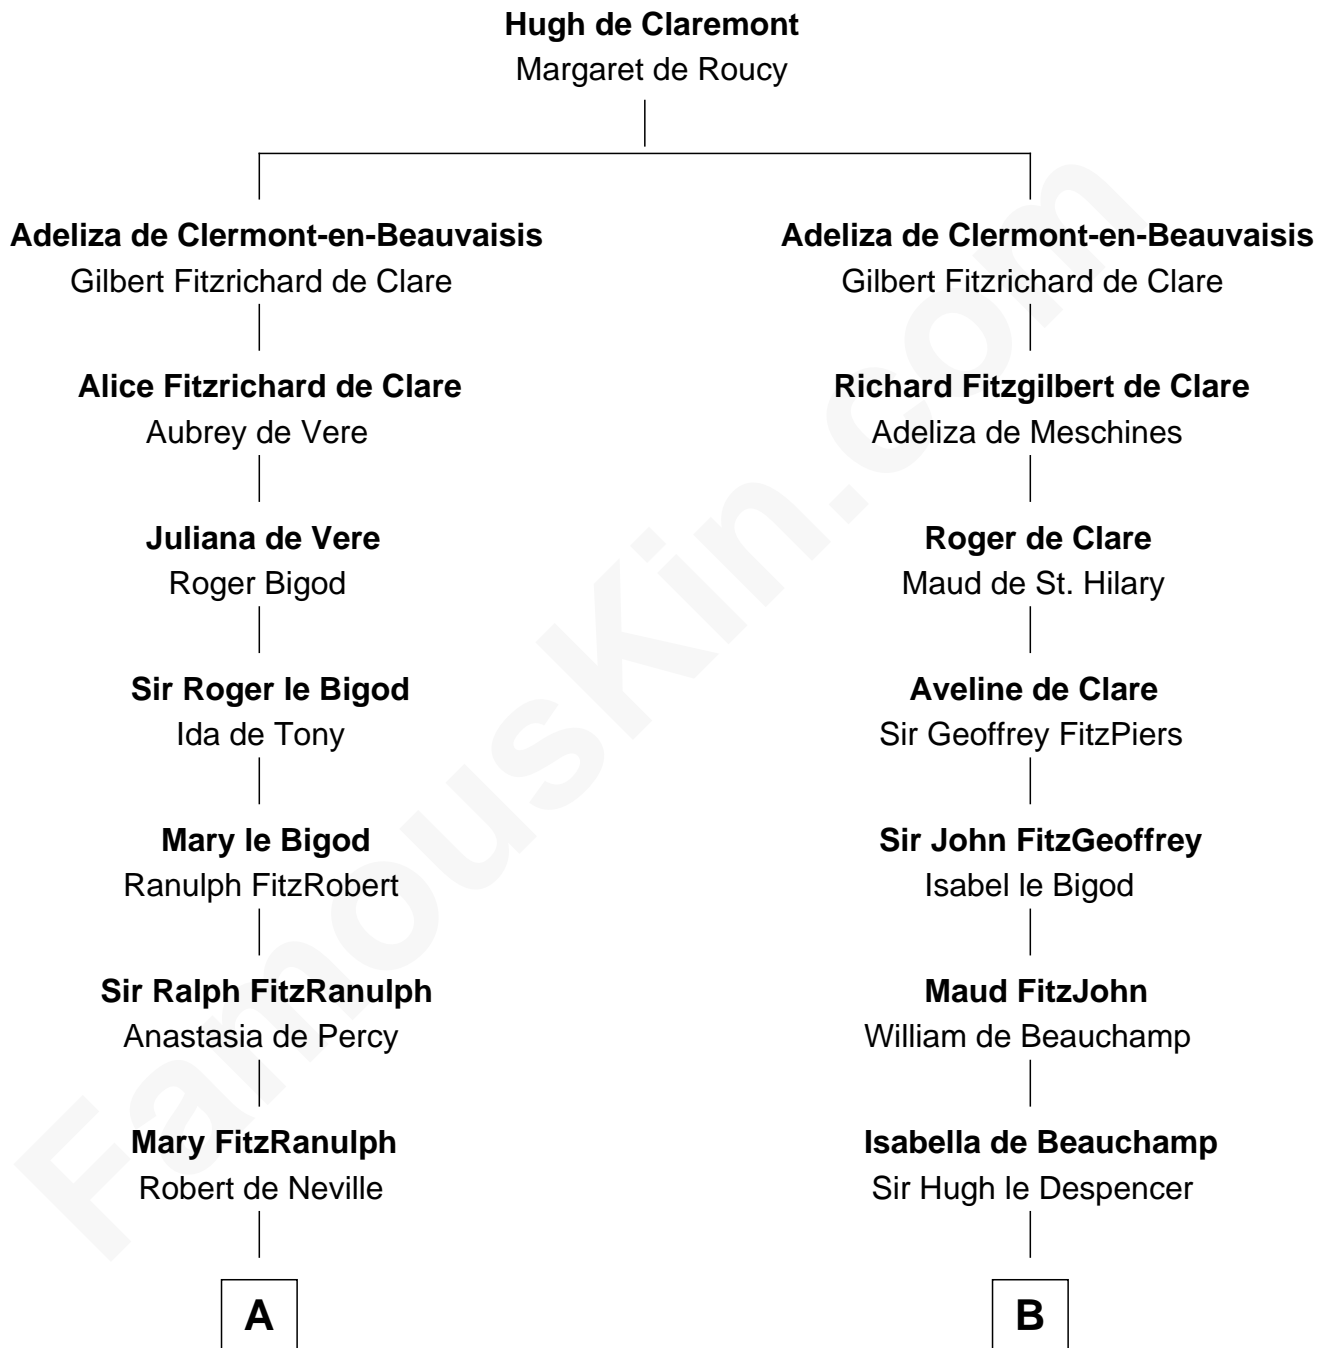 Hugh de Claremont
Margaret de Roucy
Adeliza de Clermont-en-Beauvaisis
Gilbert Fitzrichard de Clare
Alice Fitzrichard de Clare
Aubrey de Vere
Juliana de Vere
Roger Bigod
Sir Roger le Bigod
Ida de Tony
Mary le Bigod
Ranulph FitzRobert
Sir Ralph FitzRanulph
Anastasia de Percy
Mary FitzRanulph
Robert de Neville
A
Adeliza de Clermont-en-Beauvaisis
Gilbert Fitzrichard de Clare
Richard Fitzgilbert de Clare
Adeliza de Meschines
Roger de Clare
Maud de St. Hilary
Aveline de Clare
Sir Geoffrey FitzPiers
Sir John FitzGeoffrey
Isabel le Bigod
Maud FitzJohn
William de Beauchamp
Isabella de Beauchamp
Sir Hugh le Despencer
B
FamousKin.com